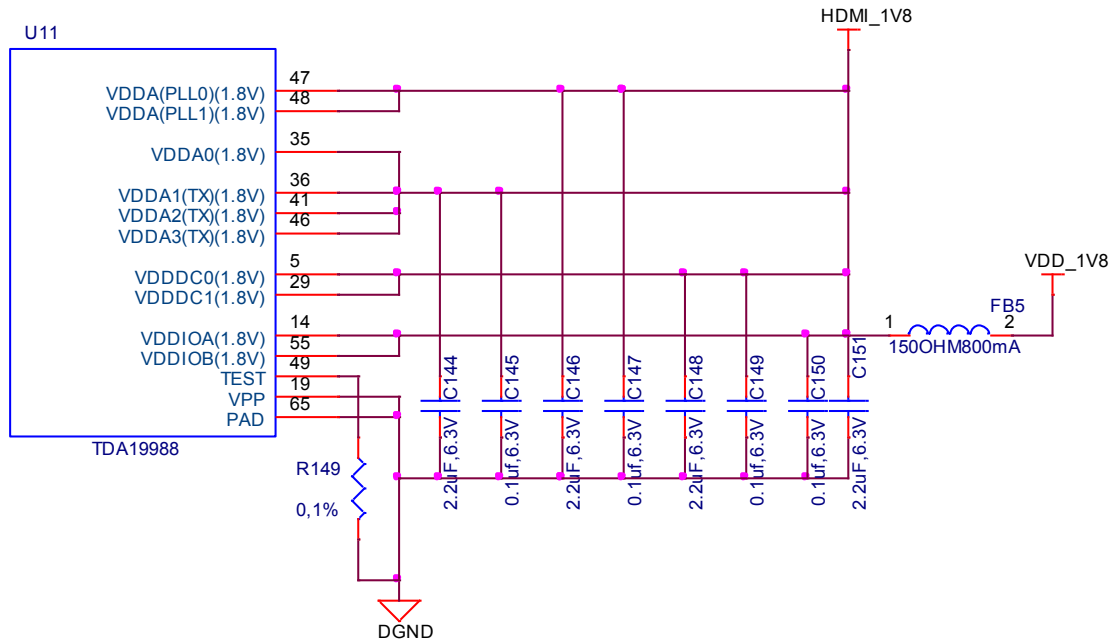 HDMI_1V8
U11
VDDA(PLL0)(1.8V) 47
VDDA(PLL1)(1.8V) 48
VDDA0(1.8V) 35
VDDA1(TX)(1.8V) 36
VDDA2(TX)(1.8V) 41
VDDA3(TX)(1.8V) 46
VDDDC0(1.8V) 5
VDDDC1(1.8V) 29
VDDIOA(1.8V) 14
VDDIOB(1.8V) 55
TEST 49
VPP 19
PAD 65
TDA19988
VDD_1V8
FB5
1 2
150OHM800mA
C144
2.2uF,6.3V
C145
0.1uf,6.3V
C146
2.2uF,6.3V
C147
0.1uf,6.3V
C148
2.2uF,6.3V
C149
0.1uf,6.3V
C150
0.1uf,6.3V
C151
2.2uF,6.3V
R149
0,1%
DGND